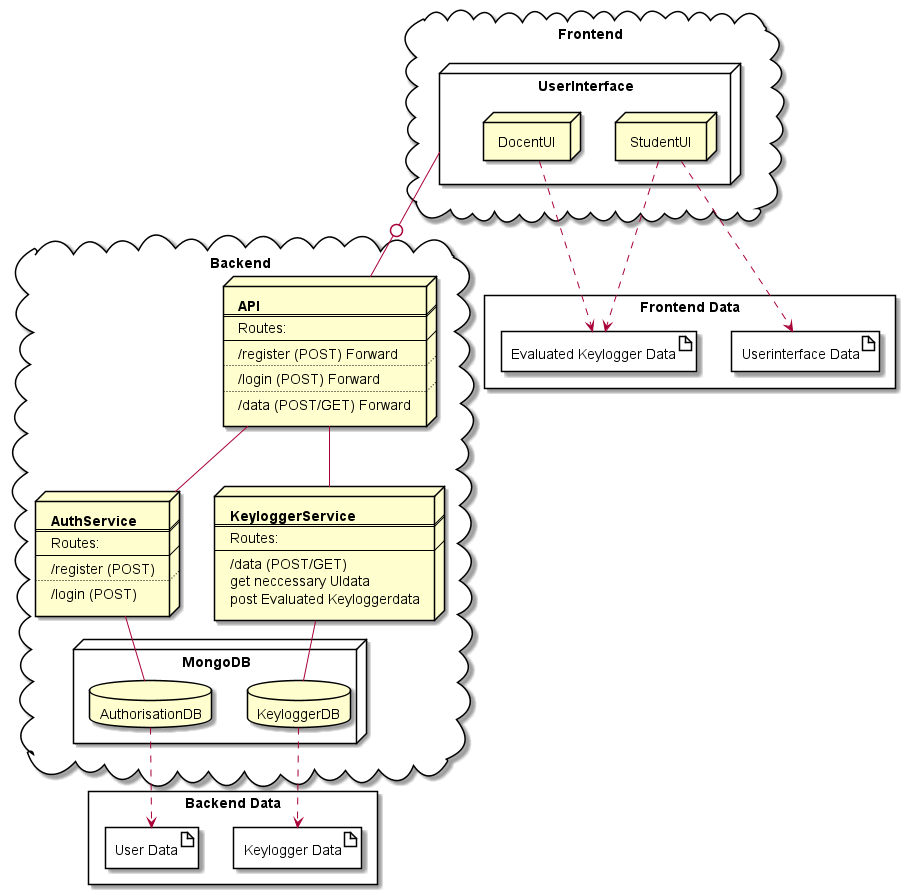 Frontend
UserInterface
DocentUI
StudentUI
Backend
API
Routes:
/register (POST) Forward
/login (POST) Forward
/data (POST/GET) Forward
Frontend Data
Evaluated Keylogger Data
Userinterface Data
AuthService
Routes:
/register (POST)
/login (POST)
KeyloggerService
Routes:
/data (POST/GET)
get neccessary UIdata
post Evaluated Keyloggerdata
MongoDB
AuthorisationDB
KeyloggerDB
Backend Data
User Data
Keylogger Data